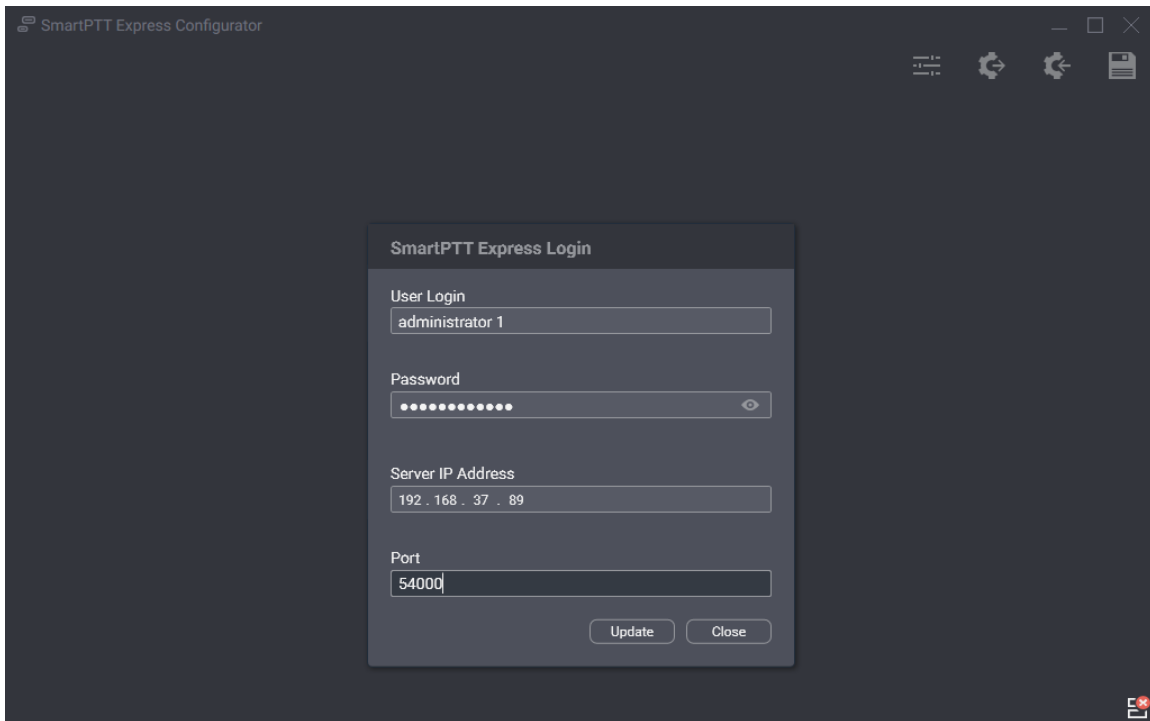 SmartPTT Express Configurator
SmartPTT Express Login
User Login
administrator 1
Password
••••••••••••
Server IP Address
192 . 168 . 37 . 89
Port
54000
Update Close